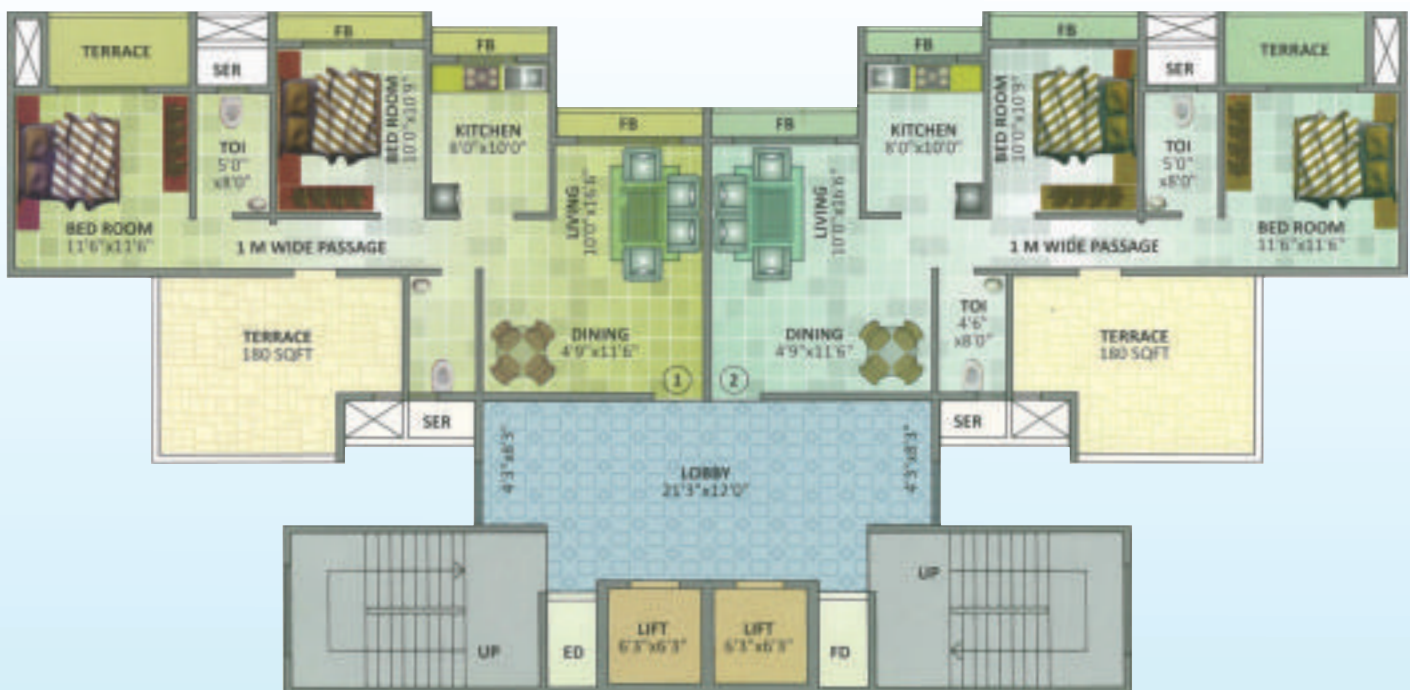 FB
FB
TERRACE
TERRACE
FB
FB
SER
SER
BED ROOM
10'0"x10'9"
BED ROOM
10'0"x10'9"
FB
FB
KITCHEN
8'0"x10'0"
KITCHEN
8'0"x10'0"
TOI
5'0"
x8'0"
TOI
5'0"
x8'0"
LIVING
10'0"x16'6"
LIVING
10'0"x16'6"
BED ROOM
11'6"x11'6"
BED ROOM
11'6"x11'6"
1 M WIDE PASSAGE
1 M WIDE PASSAGE
TERRACE
180 SQFT
DINING
4'9"x11'6"
DINING
4'9"x11'6"
TOI
4'6"
x8'0"
TERRACE
180 SQFT
1
2
SER
SER
4'3"x8'3"
LOBBY
21'3"x12'0"
4'3"x8'3"
UP
UP
ED
LIFT
6'3"x6'3"
LIFT
6'3"x6'3"
FD